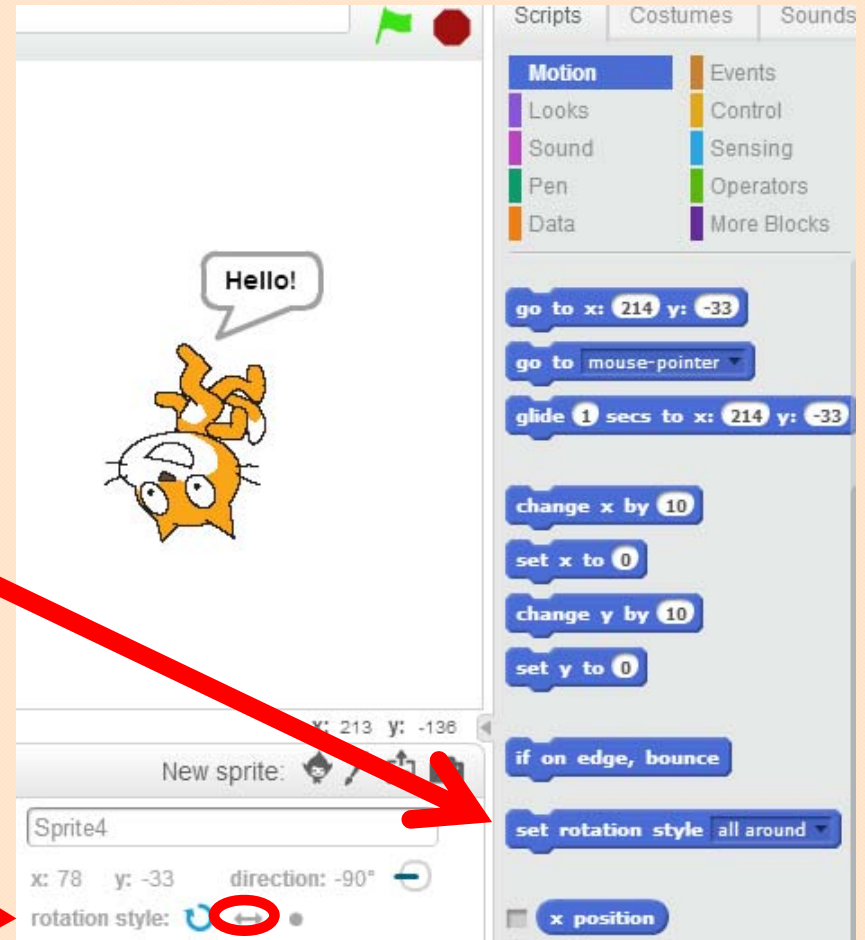 Scripts Costumes Sounds
Motion Events
Looks Control
Sound Sensing
Pen Operators
Data More Blocks
Hello!
go to x: 214 y: -33
go to mouse-pointer
glide 1 secs to x: 214 y: -33
change x by 10
set x to 0
change y by 10
set y to 0
x: 213 y: -136
if on edge, bounce
New sprite:
set rotation style all around
Sprite4
x: 78 y: -33 direction: -90°
rotation style:
x position